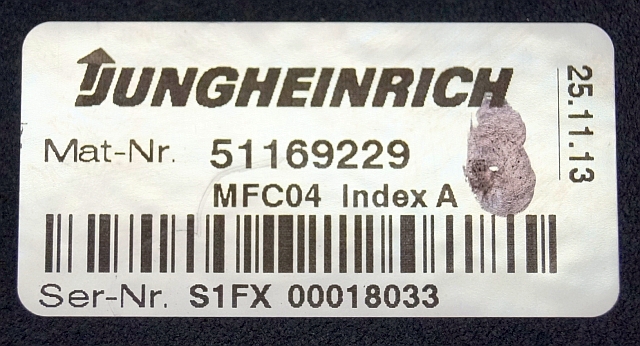 JUNGHEINRICH
25.11.13
Mat-Nr. 51169229
MFC04 Index A
Ser-Nr. S1FX 00018033